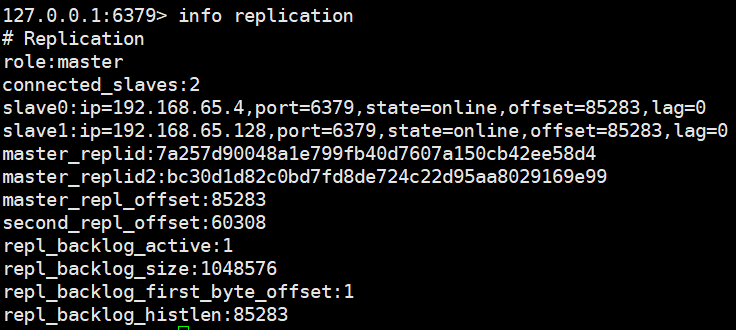 127.0.0.1:6379> info replication
# Replication
role:master
connected_slaves:2
slave0:ip=192.168.65.4,port=6379,state=online,offset=85283,lag=0
slave1:ip=192.168.65.128,port=6379,state=online,offset=85283,lag=0
master_replid:7a257d90048a1e799fb40d7607a150cb42ee58d4
master_replid2:bc30d1d82c0bd7fd8de724c22d95aa8029169e99
master_repl_offset:85283
second_repl_offset:60308
repl_backlog_active:1
repl_backlog_size:1048576
repl_backlog_first_byte_offset:1
repl_backlog_histlen:85283